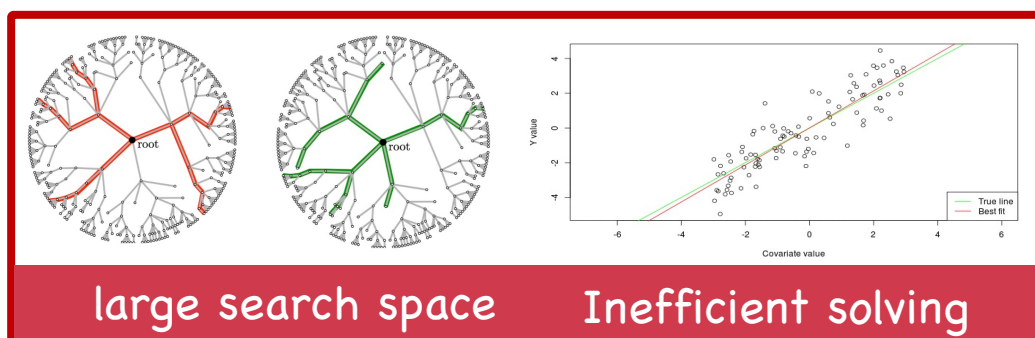 root
root
Y value
4
2
0
-2
-4
True line
Best fit
-6
-4
-2
0
2
4
6
Covariate value
large search space
Inefficient solving